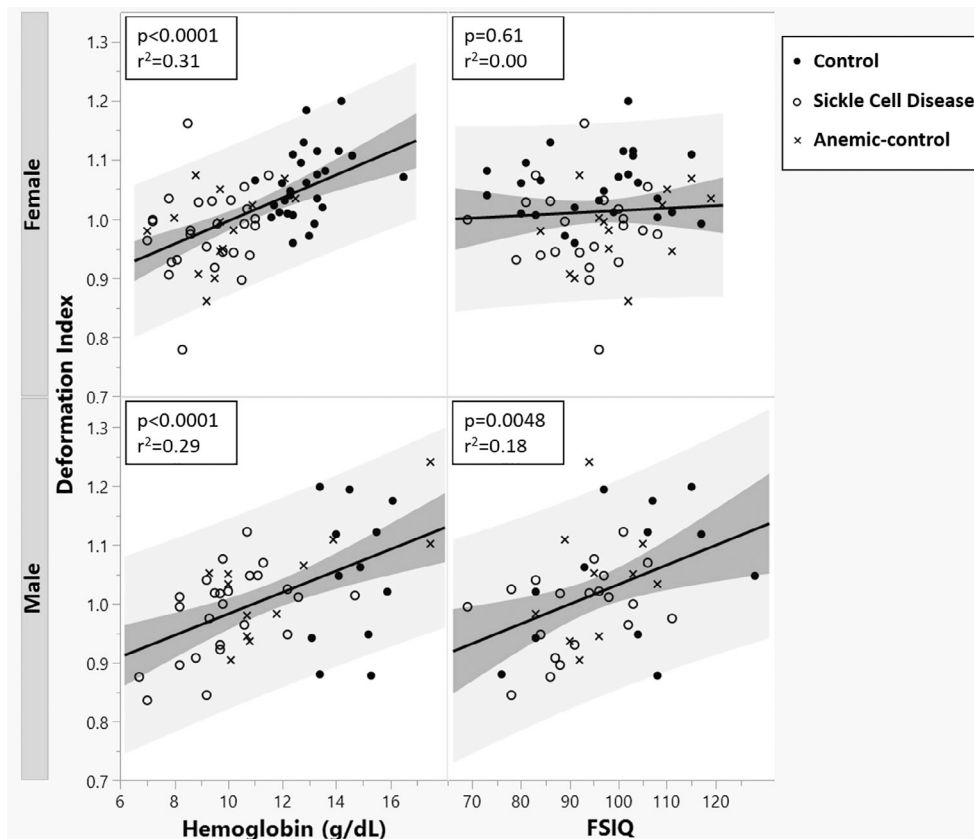 p<0.0001
r²=0.31
p=0.61
r²=0.00
Control
Sickle Cell Disease
Anemic-control
Female
Male
Deformation Index
1.3
1.2
1.1
1.0
0.9
0.8
0.7
p<0.0001
r²=0.29
p=0.0048
r²=0.18
1.3
1.2
1.1
1.0
0.9
0.8
0.7
6 8 10 12 14 16 70 80 90 100 110 120
Hemoglobin (g/dL) FSIQ